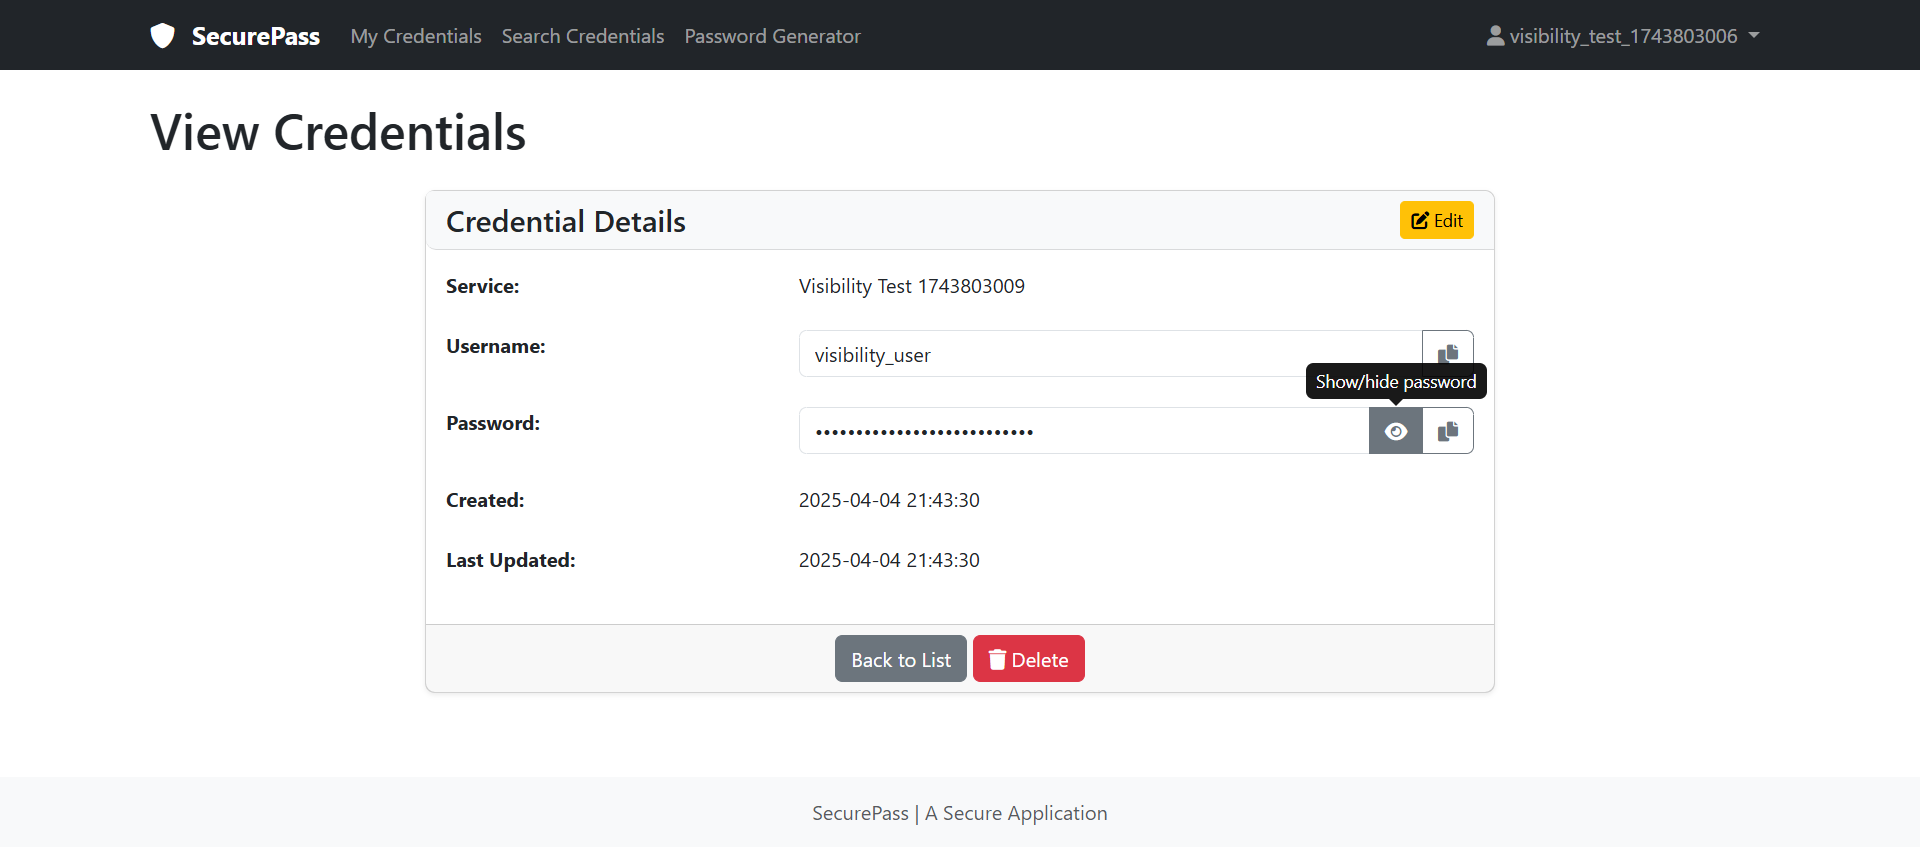 SecurePass My Credentials Search Credentials Password Generator visibility_test_1743803006
View Credentials
Credential Details Edit
Service: Visibility Test 1743803009
Username: visibility_user
Show/hide password
Password: •••••••••••••••••••••••••••
Created: 2025-04-04 21:43:30
Last Updated: 2025-04-04 21:43:30
Back to List Delete
SecurePass | A Secure Application